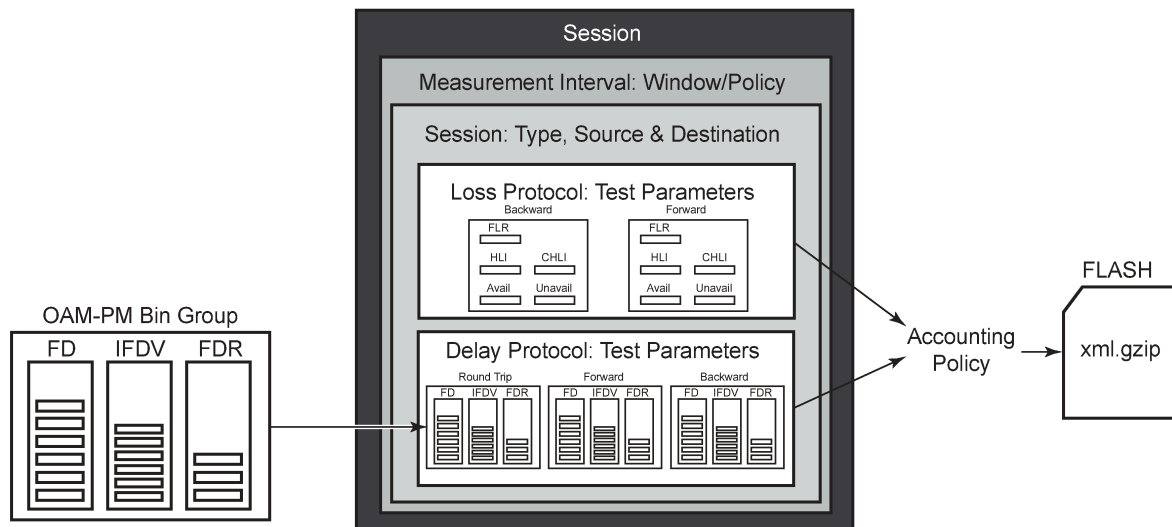 Session
Measurement Interval: Window/Policy
Session: Type, Source & Destination
Loss Protocol: Test Parameters
Backward
FLR
HLI CHLI
Avail Unavail
Forward
FLR
HLI CHLI
Avail Unavail
OAM-PM Bin Group
FD IFDV FDR
Delay Protocol: Test Parameters
Round Trip
FD IFDV FDR
Forward
FD IFDV FDR
Backward
FD IFDV FDR
Accounting
Policy
FLASH
xml.gzip